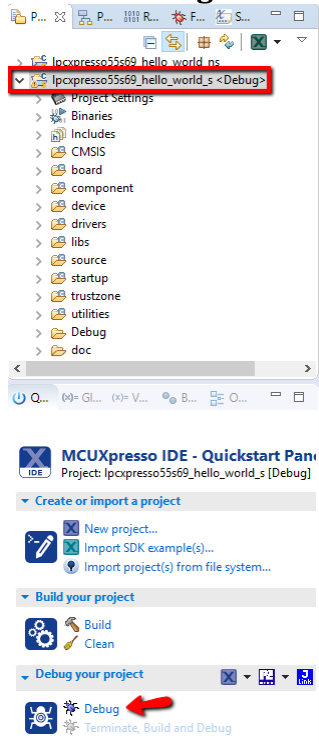 P...
P...
F...
S...
lpcxpresso55s69_hello_world_ns
lpcxpresso55s69_hello_world_s <Debug>
Project Settings
Binaries
Includes
CMSIS
board
component
device
drivers
libs
source
startup
trustzone
utilities
Debug
doc
Q...
(x)= Gl...
(x)= V...
B...
O...
IDE
MCUXpresso IDE - Quickstart Pan
Project: lpcxpresso55s69_hello_world_s [Debug]
Create or import a project
New project...
Import SDK example(s)...
Import project(s) from file system...
Build your project
Build
Clean
Debug your project
Link
Debug
Terminate, Build and Debug